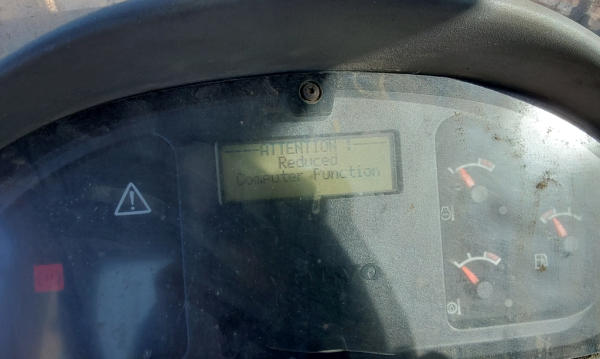 ATTENTION !
Reduced
Computer function